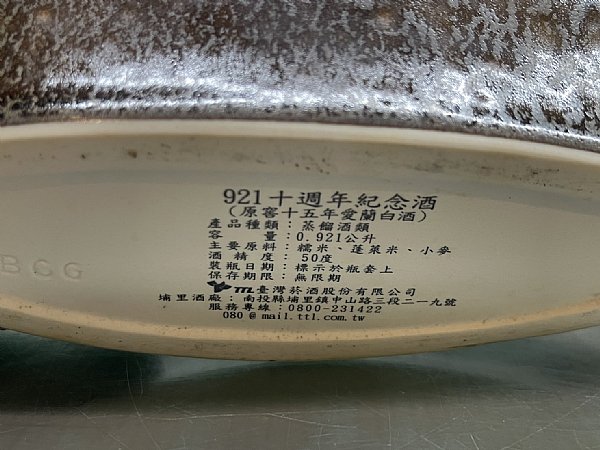 921十週年紀念酒
(原窖十五年愛蘭白酒)
產品種類：蒸餾酒類
容量：0.921公升
主要原料：糯米、蓬萊米、小麥
酒精度：50度
裝瓶日期：標示於瓶套上
保存期限：無限期
臺灣菸酒股份有限公司
埔里酒廠：南投縣埔里鎮中山路三段二一九號
服務專線：0800-231422
080@mail.ttl.com.tw
BCG